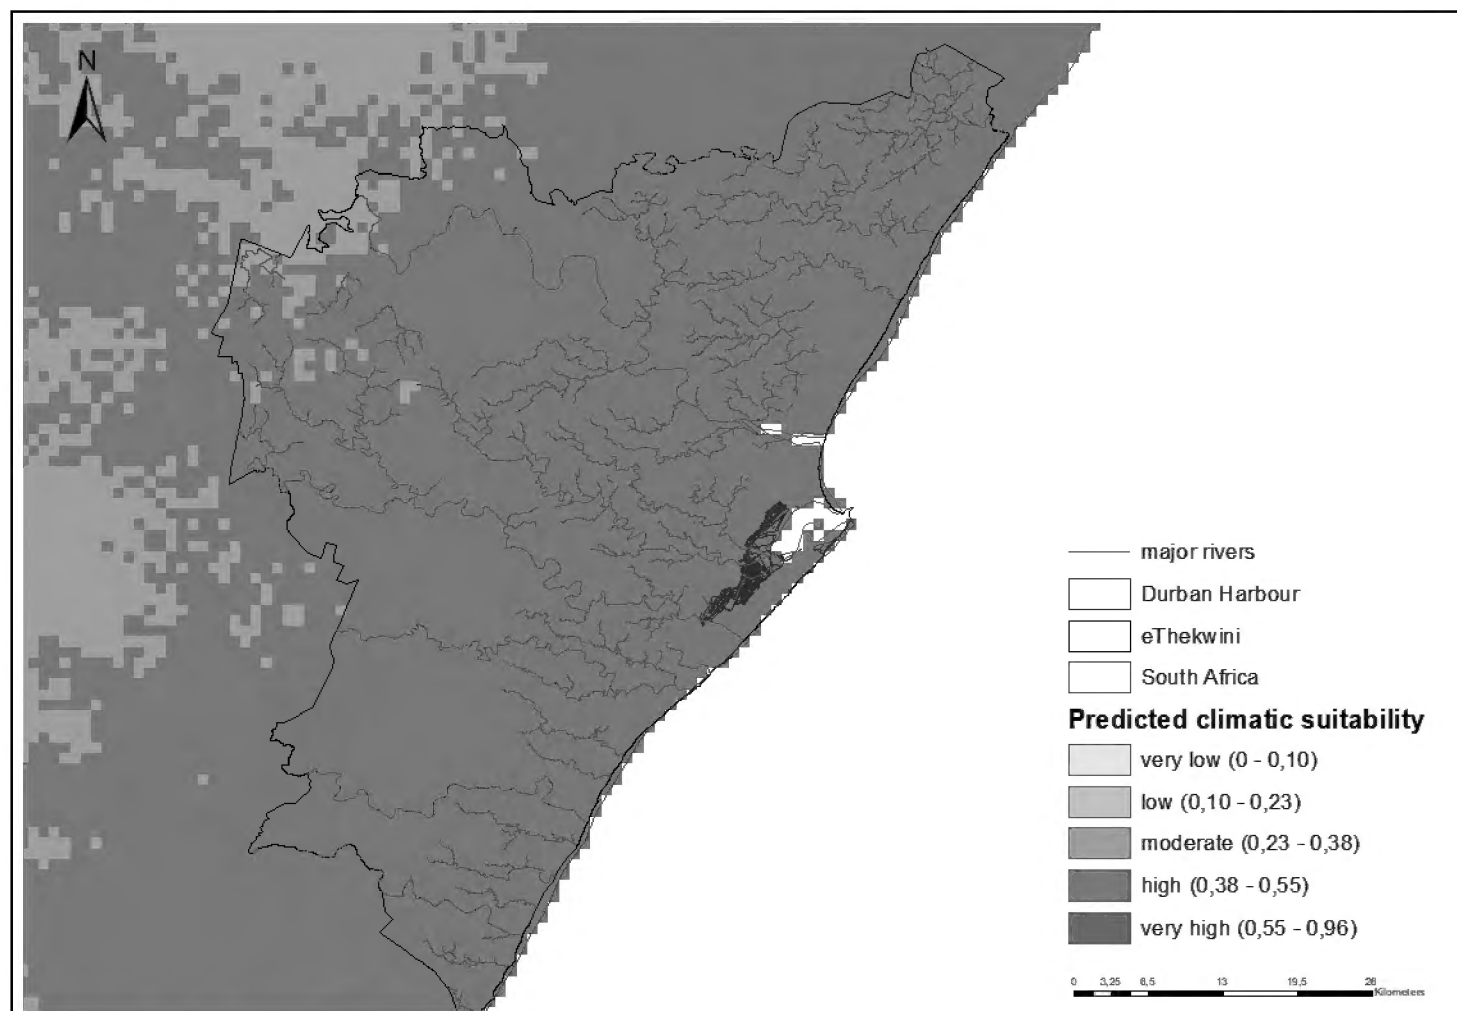 N
major rivers
Durban Harbour
eThekwini
South Africa
Predicted climatic suitability
very low (0 - 0,10)
low (0,10 - 0,23)
moderate (0,23 - 0,38)
high (0,38 - 0,55)
very high (0,55 - 0,96)
0 3,25 6,5 13 19,5 26
Kilometers